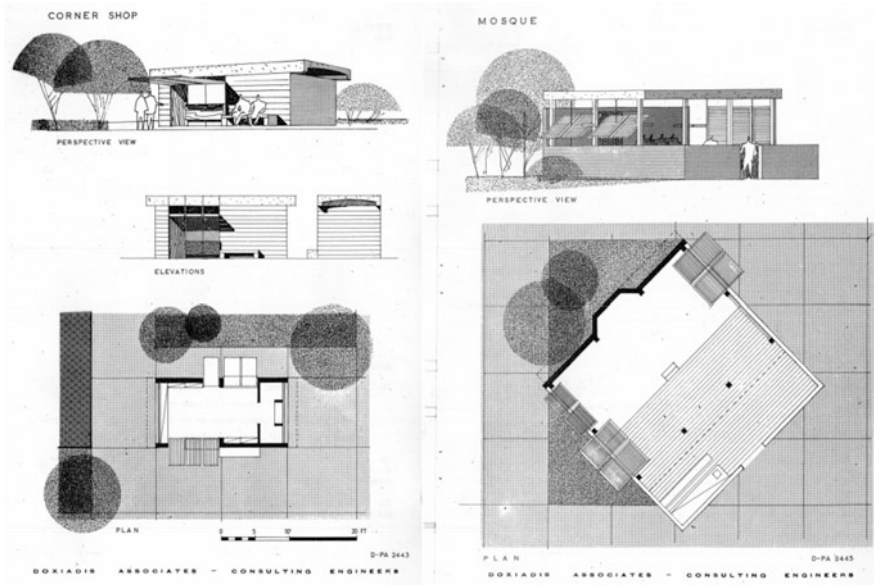 CORNER SHOP
PERSPECTIVE VIEW
ELEVATIONS
PLAN
0 5 10 20 FT
D-PA 2443
DOXIADIS ASSOCIATES - CONSULTING ENGINEERS
MOSQUE
PERSPECTIVE VIEW
PLAN
D-PA 2445
DOXIADIS ASSOCIATES - CONSULTING ENGINEERS